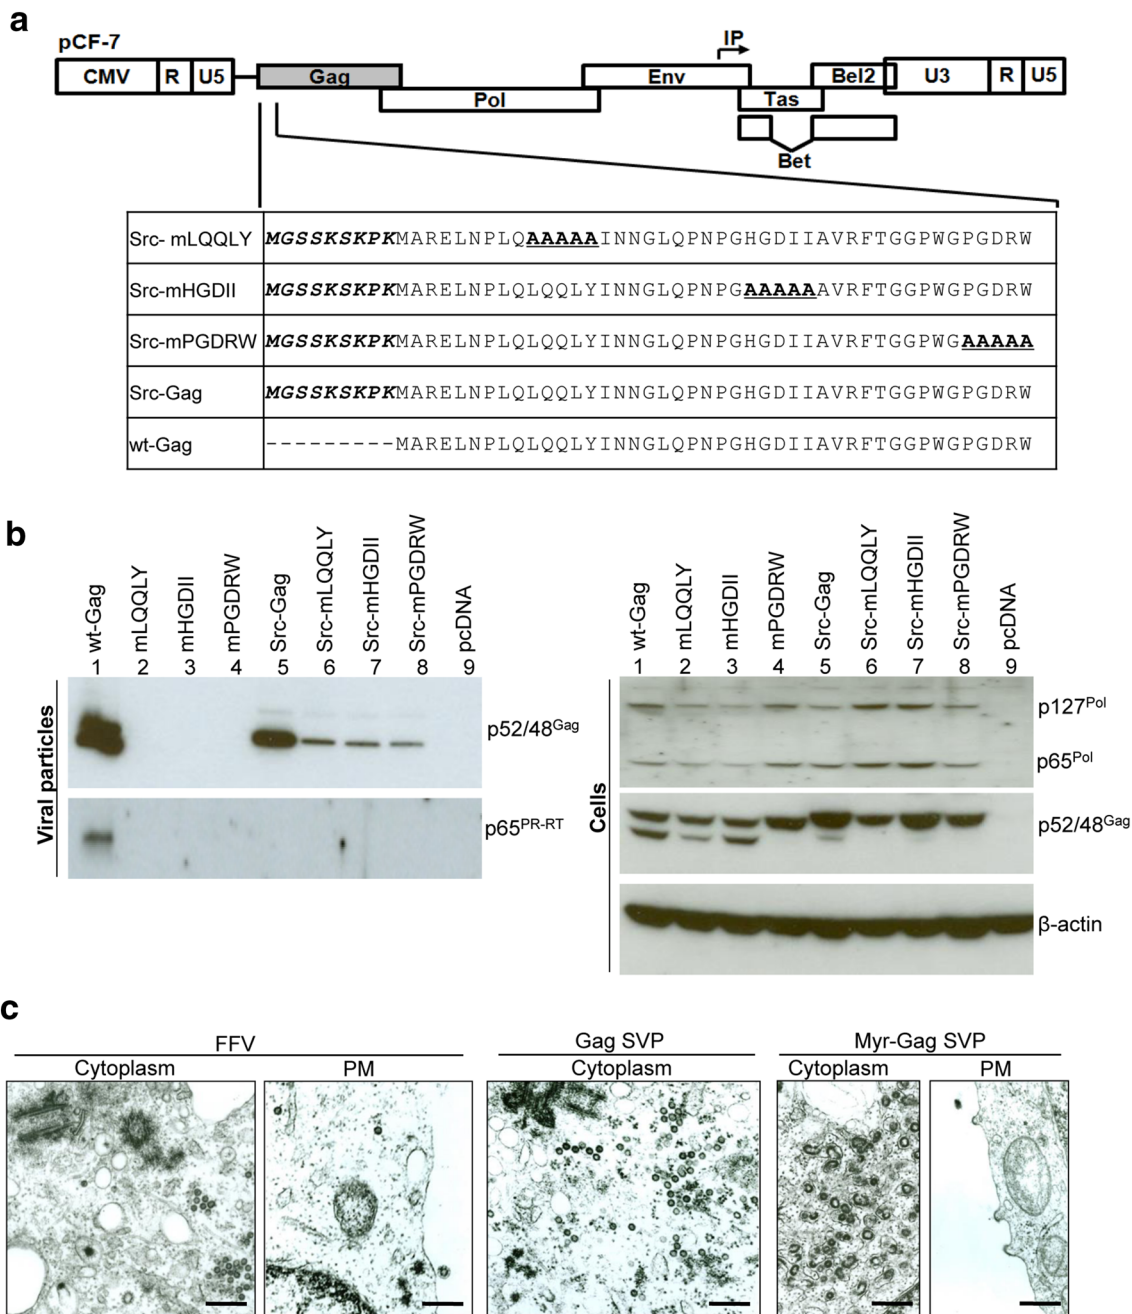 a
pCF-7
IP
CMV R U5 Gag Env Bel2 U3 R U5
Pol Tas
Bet
Src- mLQQLY MGSSKSKPKMARELNPLQAAAAAINNGLQPNPGHGDIIAVRFTGGPWGPGDRW
Src-mHGDII MGSSKSKPKMARELNPLQLQQLYINNGLQPNPGAAAAAAVRFTGGPWGPGDRW
Src-mPGDRW MGSSKSKPKMARELNPLQLQQLYINNGLQPNPGHGDIIAVRFTGGPWGAAAAA
Src-Gag MGSSKSKPKMARELNPLQLQQLYINNGLQPNPGHGDIIAVRFTGGPWGPGDRW
wt-Gag ---------MARELNPLQLQQLYINNGLQPNPGHGDIIAVRFTGGPWGPGDRW
b
wt-Gag mLQQLY mHGDII mPGDRW Src-Gag Src-mLQQLY Src-mHGDII Src-mPGDRW pcDNA
1 2 3 4 5 6 7 8 9
Viral particles
p52/48Gag
p65PR-RT
wt-Gag mLQQLY mHGDII mPGDRW Src-Gag Src-mLQQLY Src-mHGDII Src-mPGDRW pcDNA
1 2 3 4 5 6 7 8 9
Cells
p127Pol
p65Pol
p52/48Gag
β-actin
c
FFV Gag SVP Myr-Gag SVP
Cytoplasm PM Cytoplasm Cytoplasm PM